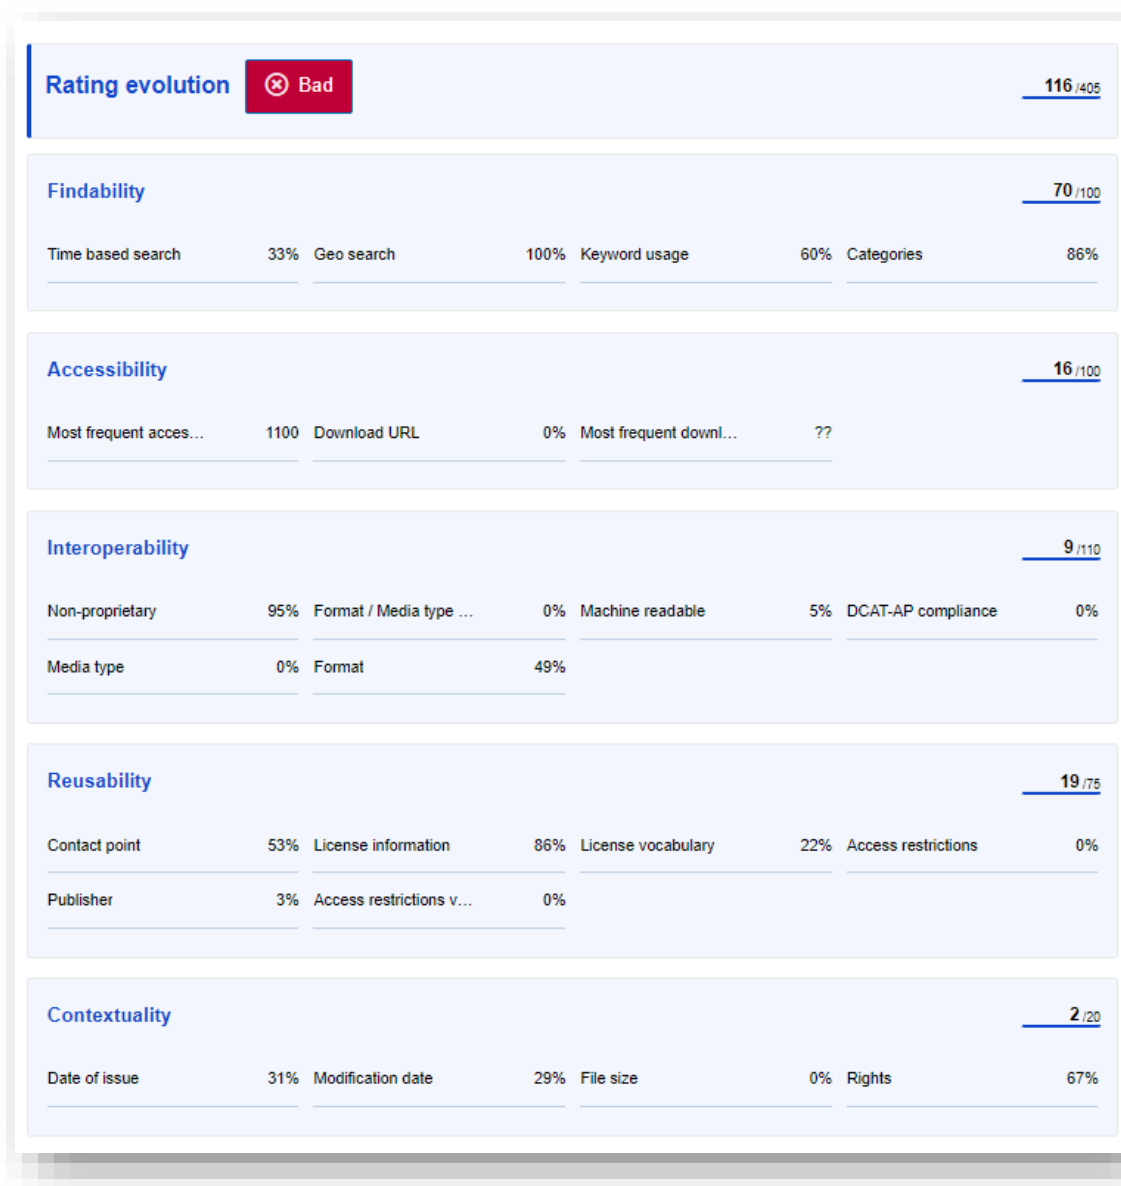 Rating evolution Bad 116 /405
Findability 70 /100
Time based search 33% Geo search 100% Keyword usage 60% Categories 86%
Accessibility 16 /100
Most frequent acces... 1100 Download URL 0% Most frequent downl... ??
Interoperability 9 /110
Non-proprietary 95% Format / Media type ... 0% Machine readable 5% DCAT-AP compliance 0%
Media type 0% Format 49%
Reusability 19 /75
Contact point 53% License information 86% License vocabulary 22% Access restrictions 0%
Publisher 3% Access restrictions v... 0%
Contextuality 2 /20
Date of issue 31% Modification date 29% File size 0% Rights 67%